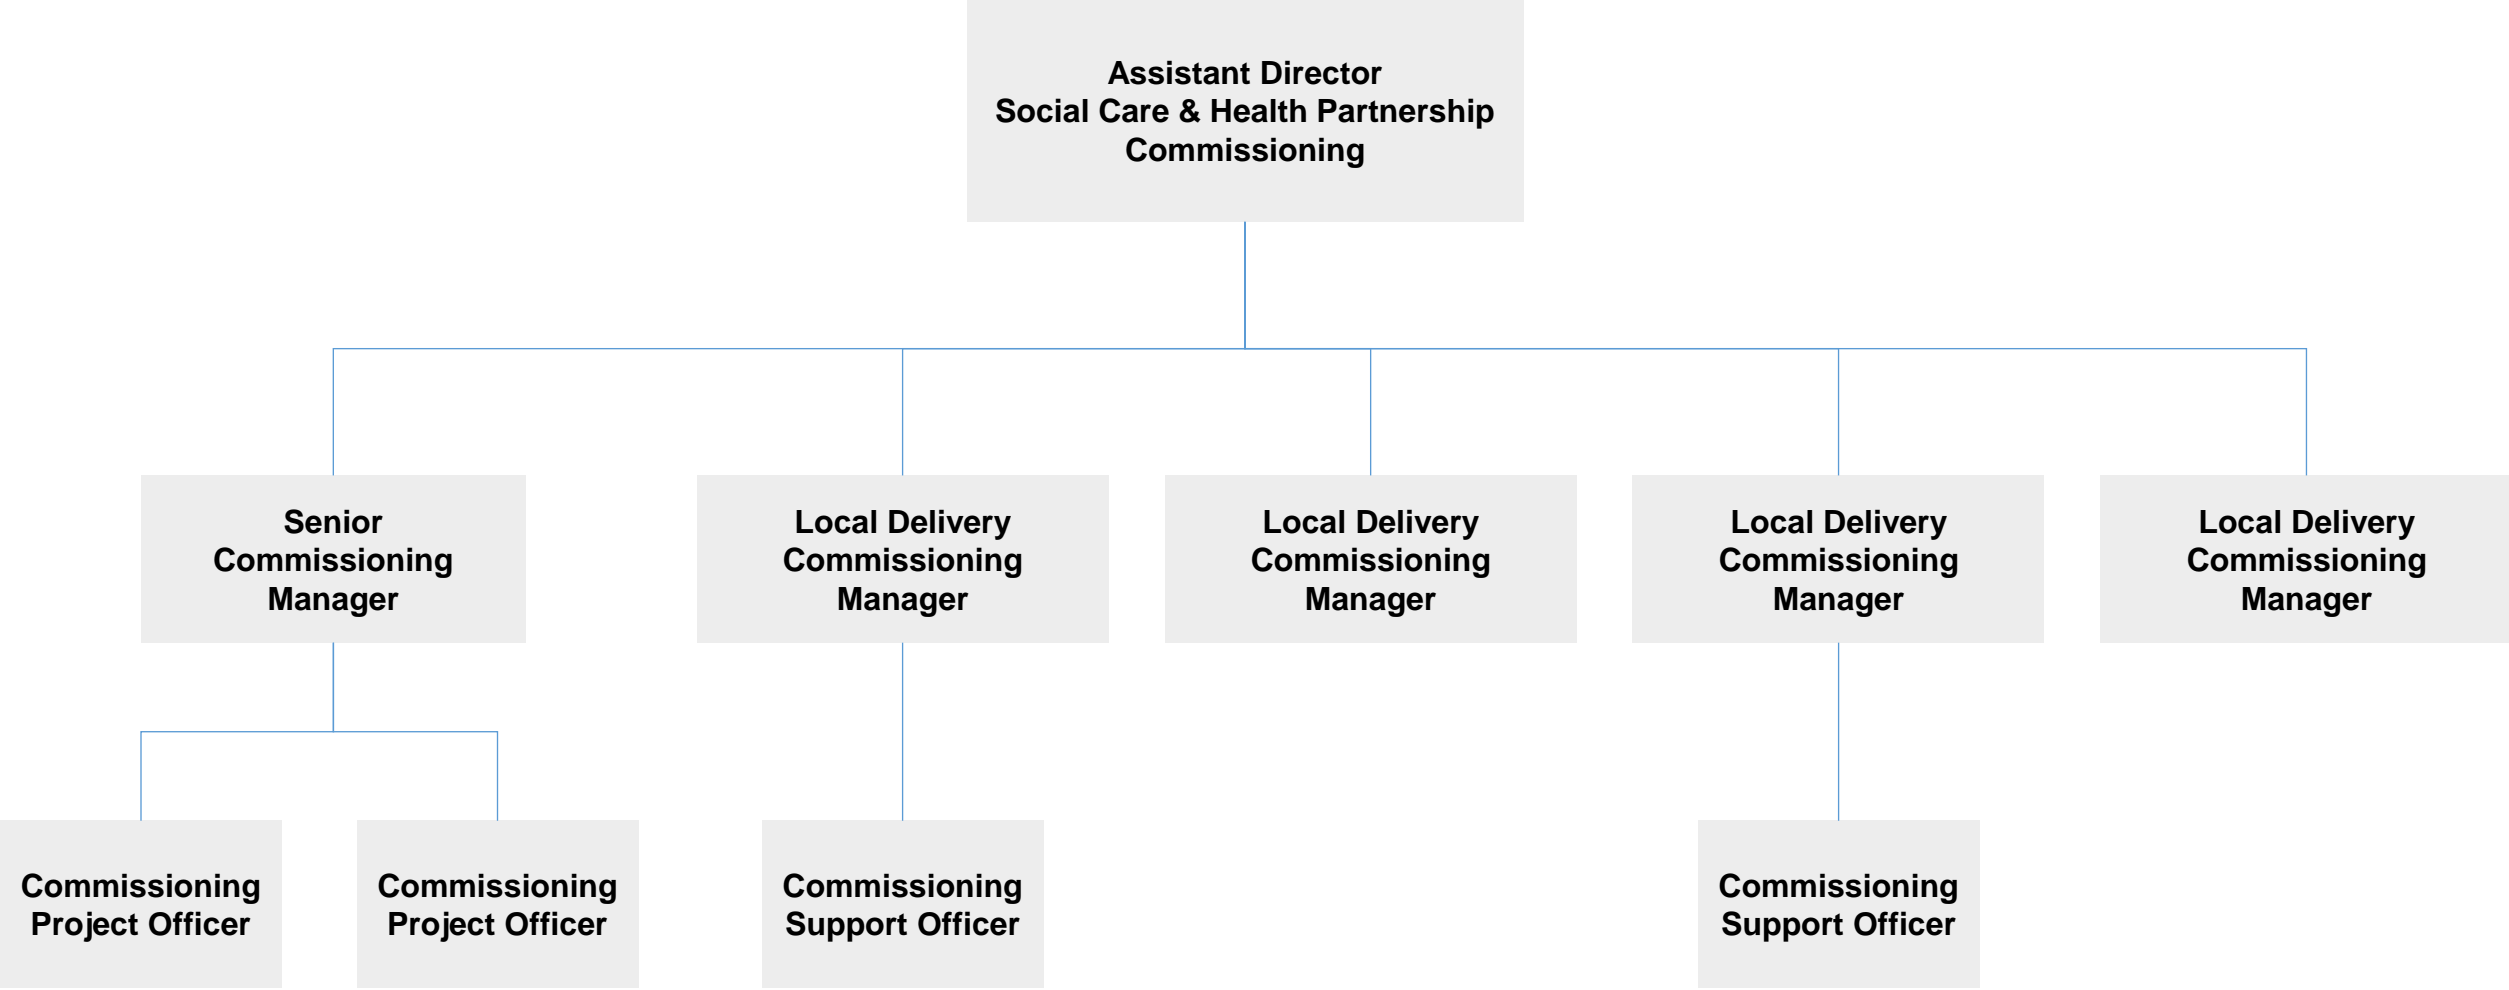 Assistant Director
Social Care & Health Partnership
Commissioning
Senior
Commissioning
Manager
Local Delivery
Commissioning
Manager
Local Delivery
Commissioning
Manager
Local Delivery
Commissioning
Manager
Local Delivery
Commissioning
Manager
Commissioning
Project Officer
Commissioning
Project Officer
Commissioning
Support Officer
Commissioning
Support Officer